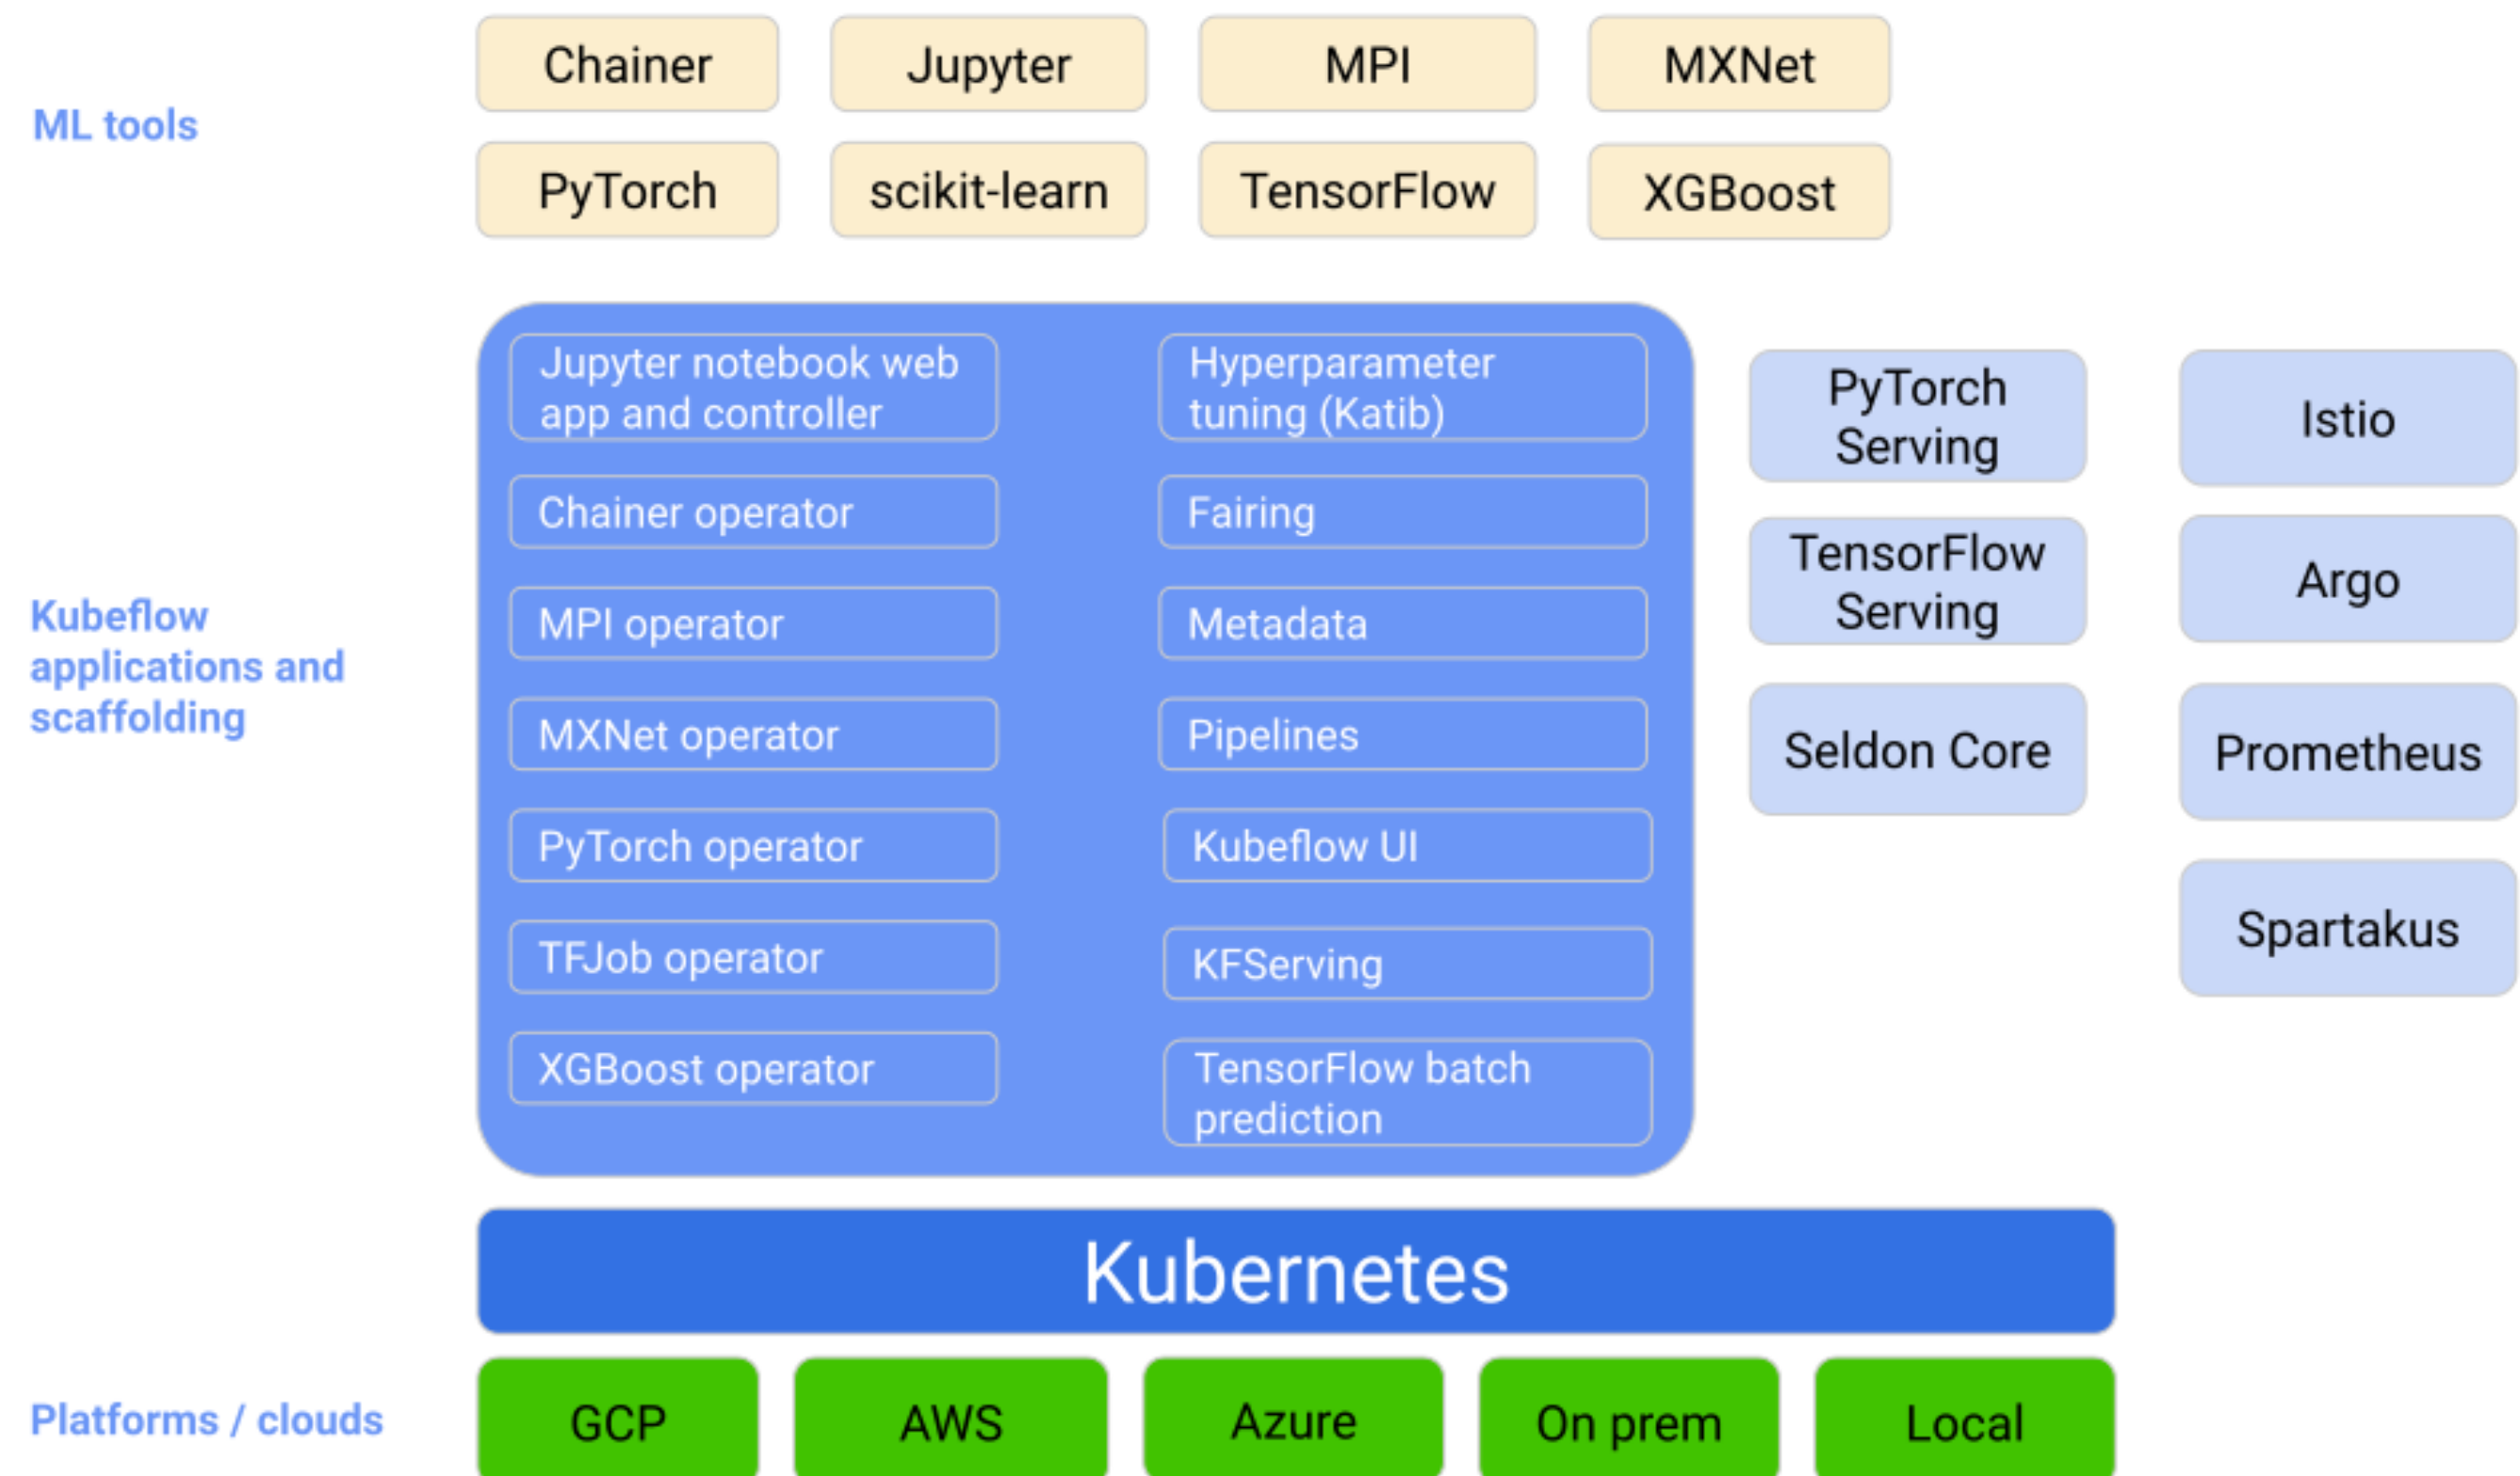 Chainer
Jupyter
MPI
MXNet
ML tools
PyTorch
scikit-learn
TensorFlow
XGBoost
Kubeflow
applications and
scaffolding
Jupyter notebook web
app and controller
Chainer operator
MPI operator
MXNet operator
PyTorch operator
TFJob operator
XGBoost operator
Hyperparameter
tuning (Katib)
Fairing
Metadata
Pipelines
Kubeflow UI
KFServing
TensorFlow batch
prediction
PyTorch
Serving
TensorFlow
Serving
Seldon Core
Istio
Argo
Prometheus
Spartakus
Kubernetes
Platforms / clouds
GCP
AWS
Azure
On prem
Local